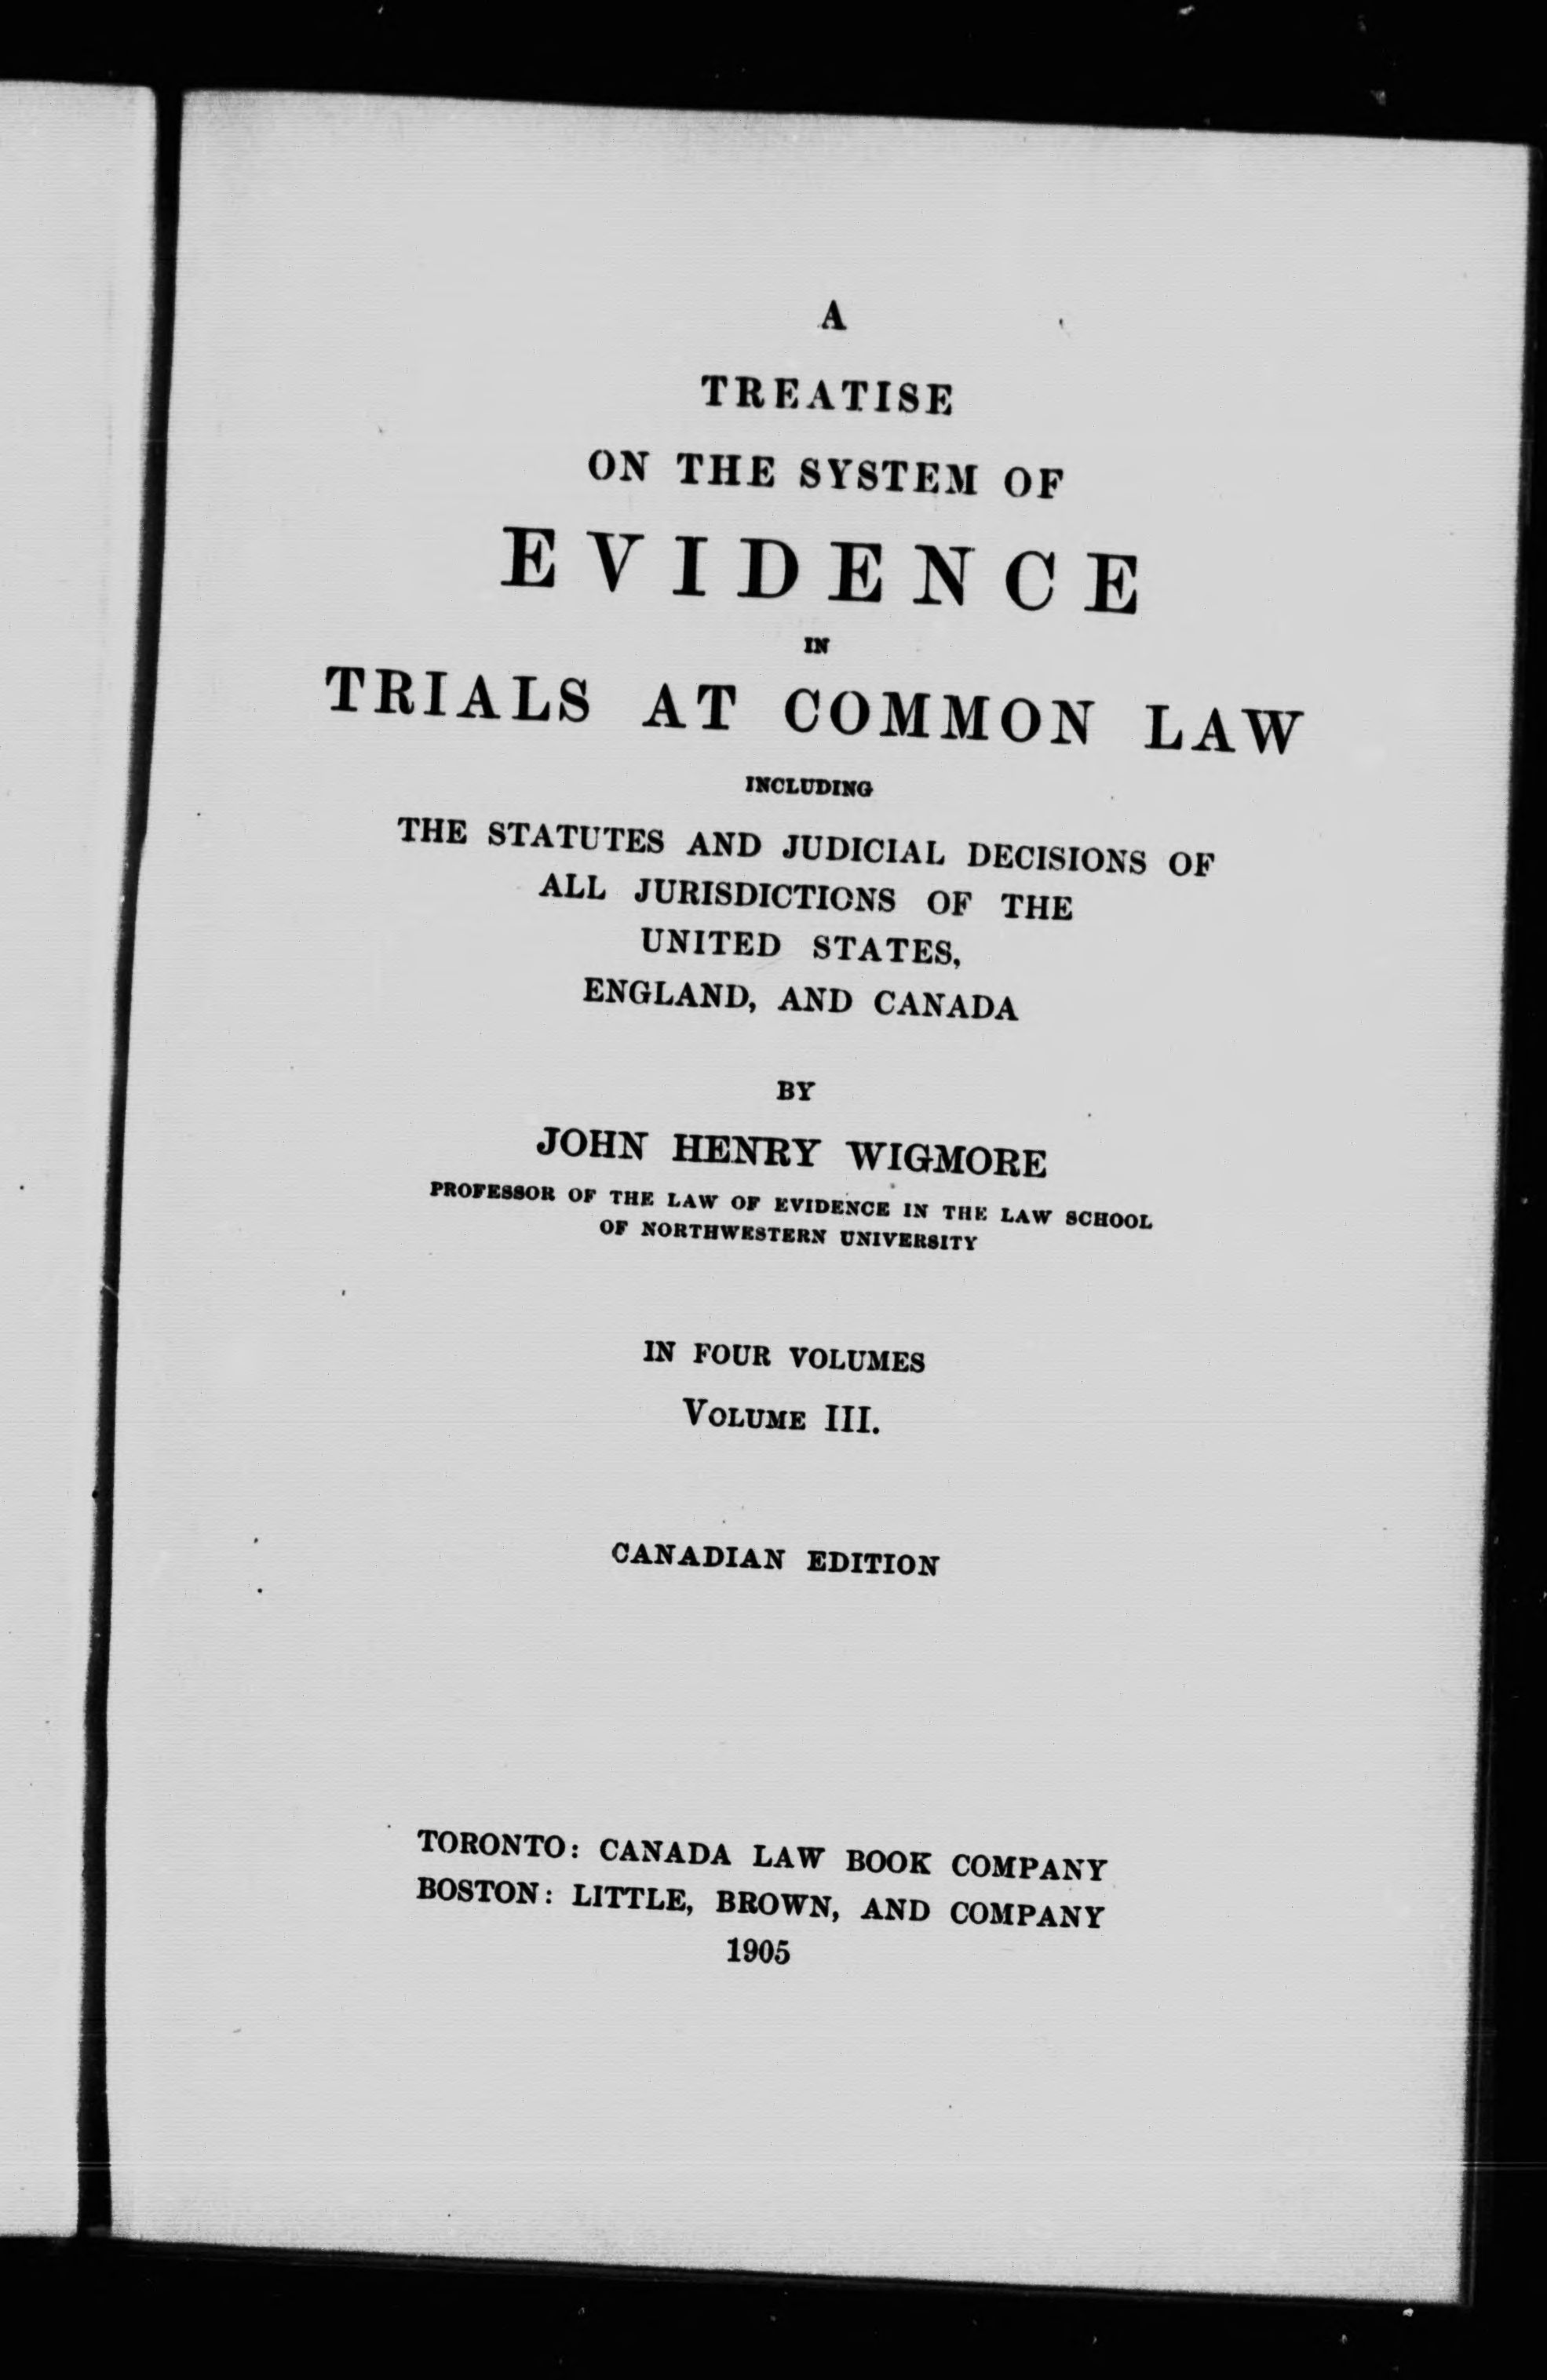 A
TREATISE
ON THE SYSTEM OF
EVIDENCE
IN
TRIALS AT COMMON LAW
INCLUDING
THE STATUTES AND JUDICIAL DECISIONS OF
ALL JURISDICTIONS OF THE
UNITED STATES,
ENGLAND, AND CANADA
BY
JOHN HENRY WIGMORE
PROFESSOR OF THE LAW OF EVIDENCE IN THE LAW SCHOOL
OF NORTHWESTERN UNIVERSITY
IN FOUR VOLUMES
VOLUME III.
CANADIAN EDITION
TORONTO: CANADA LAW BOOK COMPANY
BOSTON: LITTLE, BROWN, AND COMPANY
1905